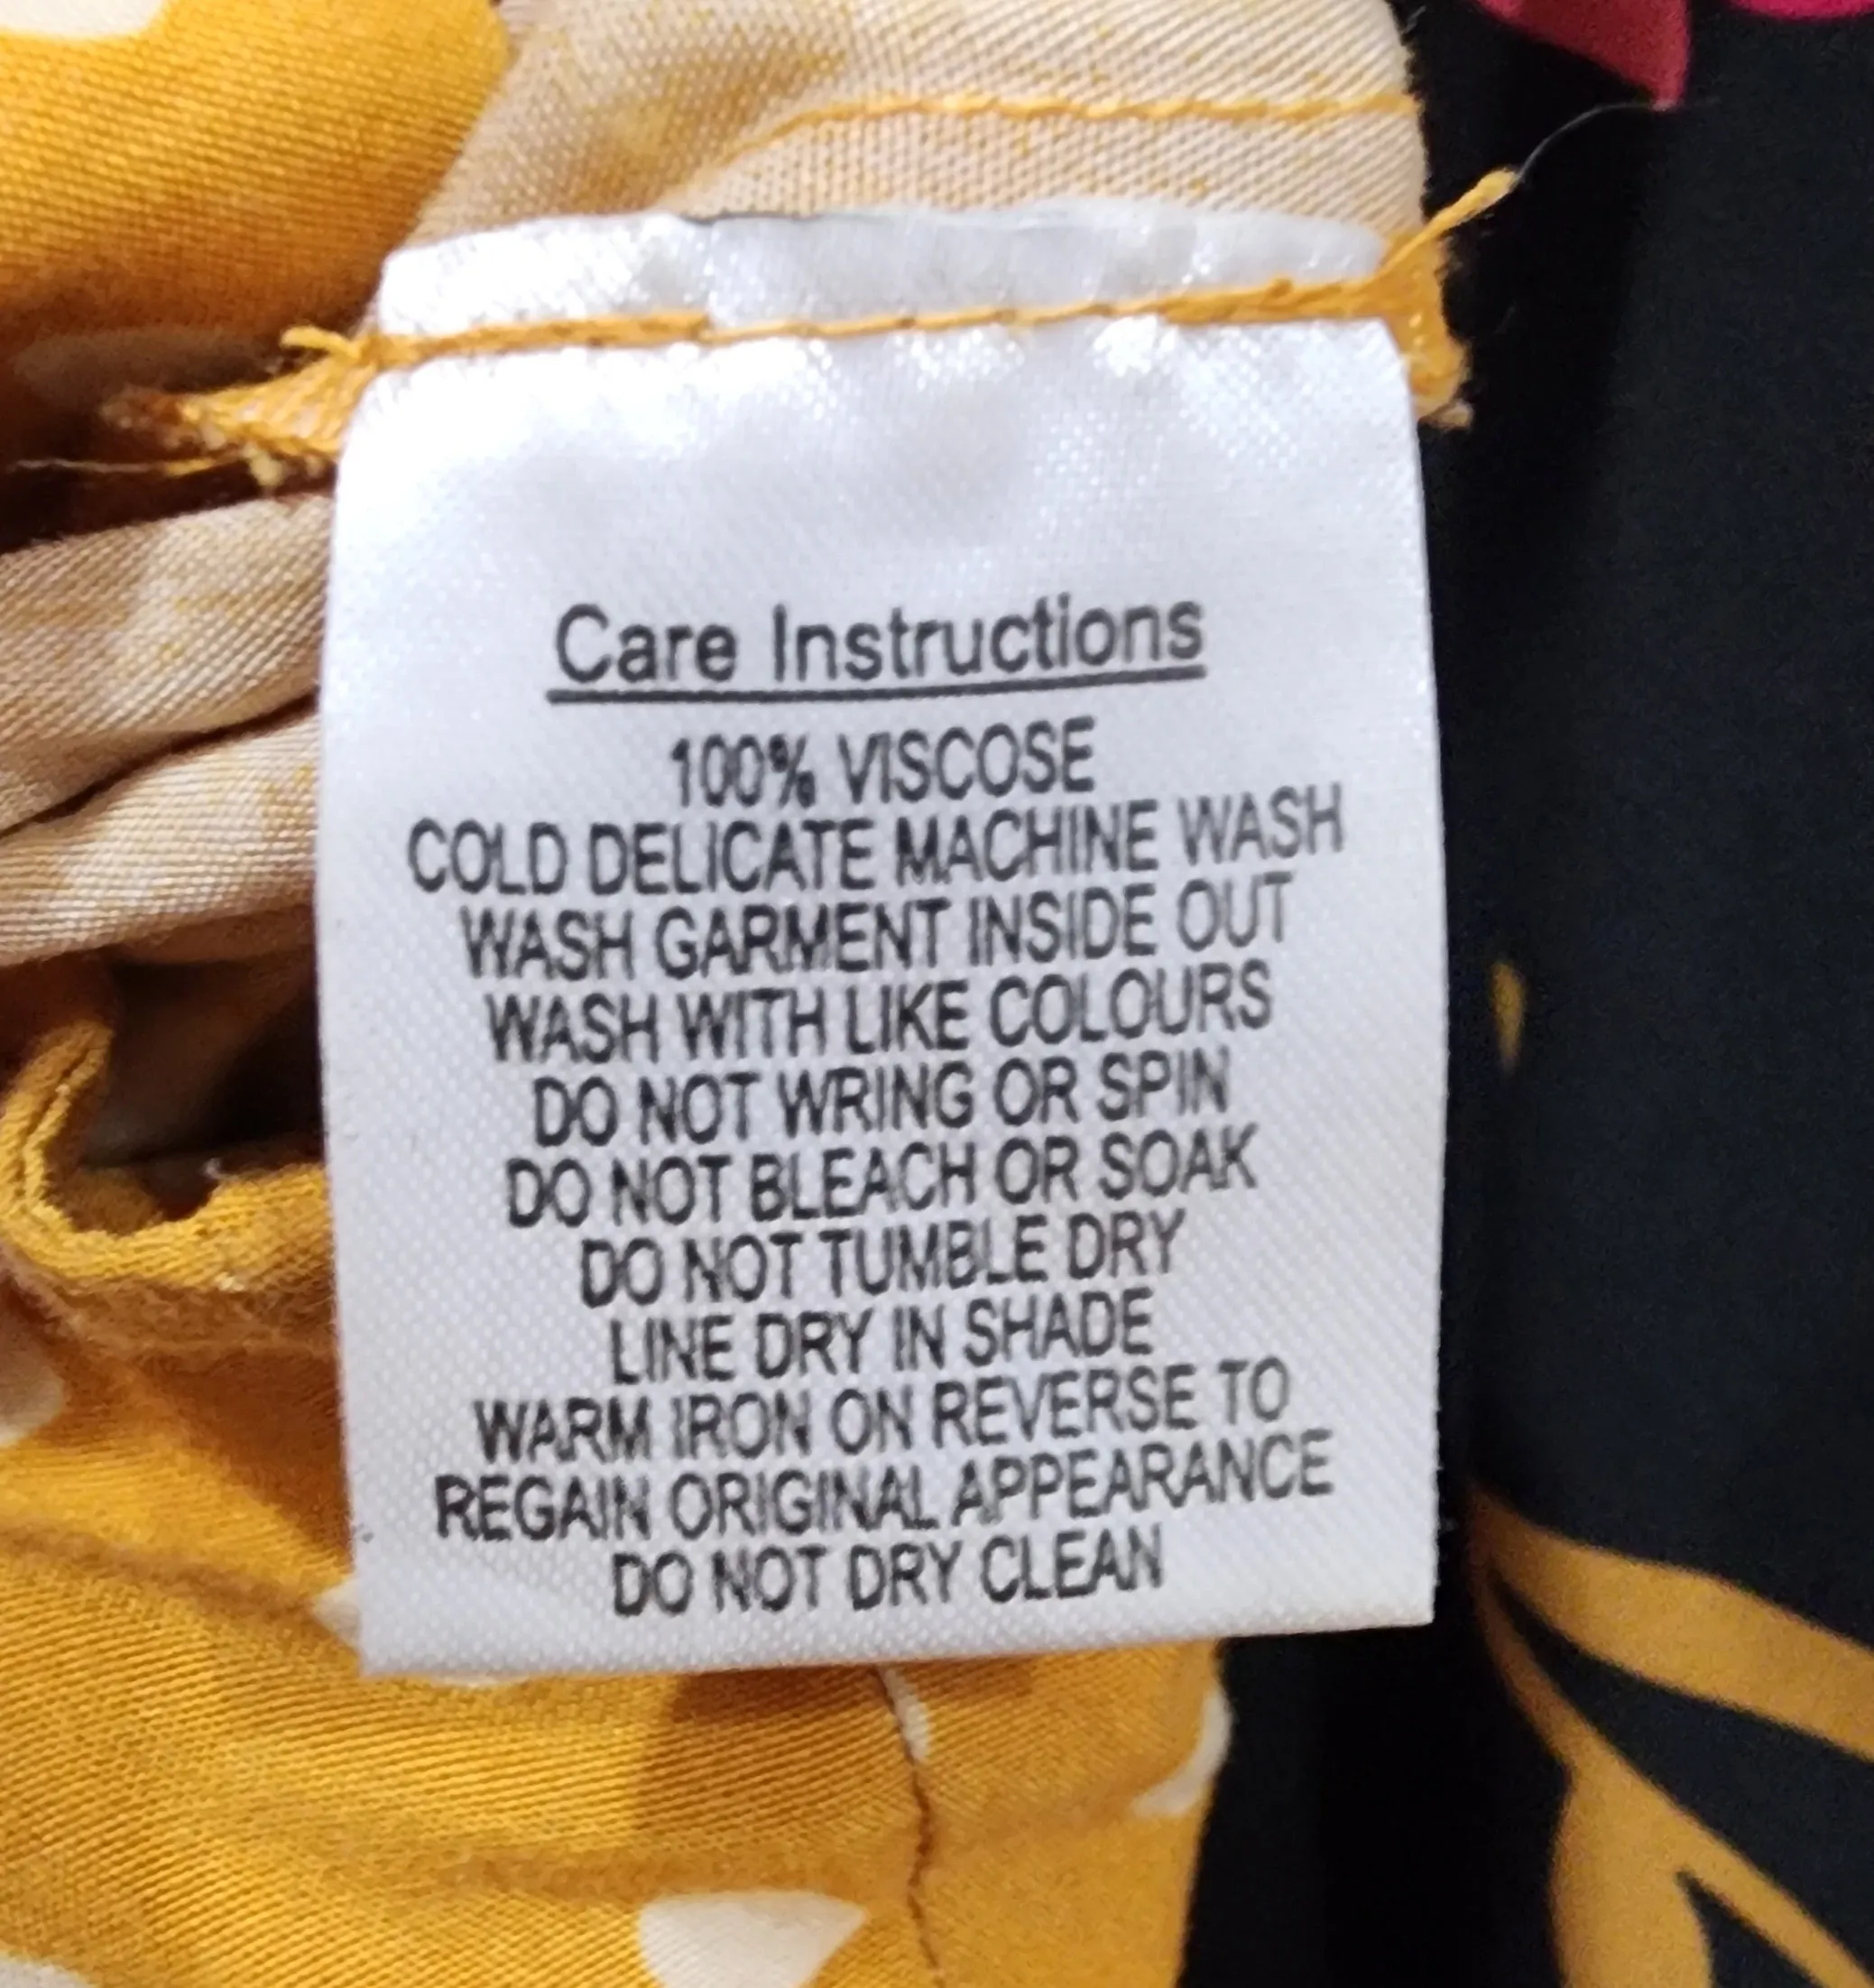 Care Instructions
100% VISCOSE
COLD DELICATE MACHINE WASH
WASH GARMENT INSIDE OUT
WASH WITH LIKE COLOURS
DO NOT WRING OR SPIN
DO NOT BLEACH OR SOAK
DO NOT TUMBLE DRY
LINE DRY IN SHADE
WARM IRON ON REVERSE TO
REGAIN ORIGINAL APPEARANCE
DO NOT DRY CLEAN